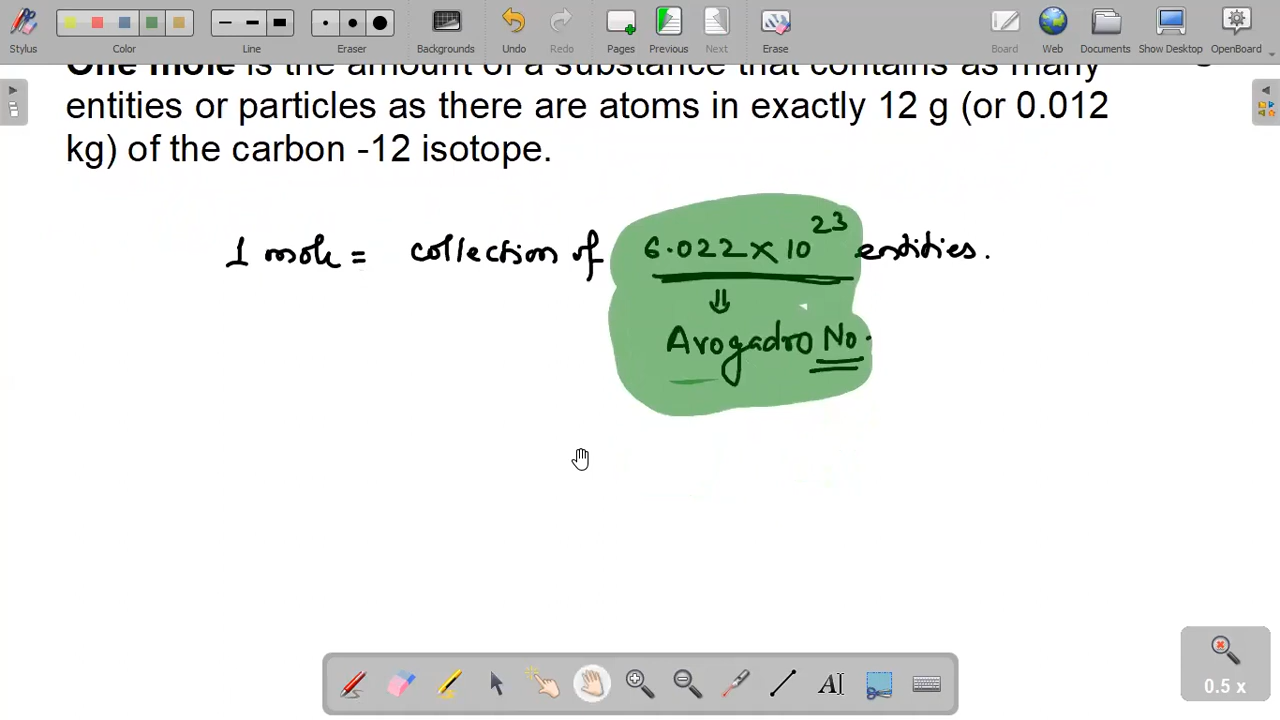 Stylus Color Line Eraser Backgrounds Undo Redo Pages Previous Next Erase Board Web Documents Show Desktop OpenBoard
One mole is the amount of a substance that contains as many
entities or particles as there are atoms in exactly 12 g (or 0.012
kg) of the carbon -12 isotope.
1 mole = collection of 6.022 × 10^23 entities.
⇓
Avogadro No.
0.5 x